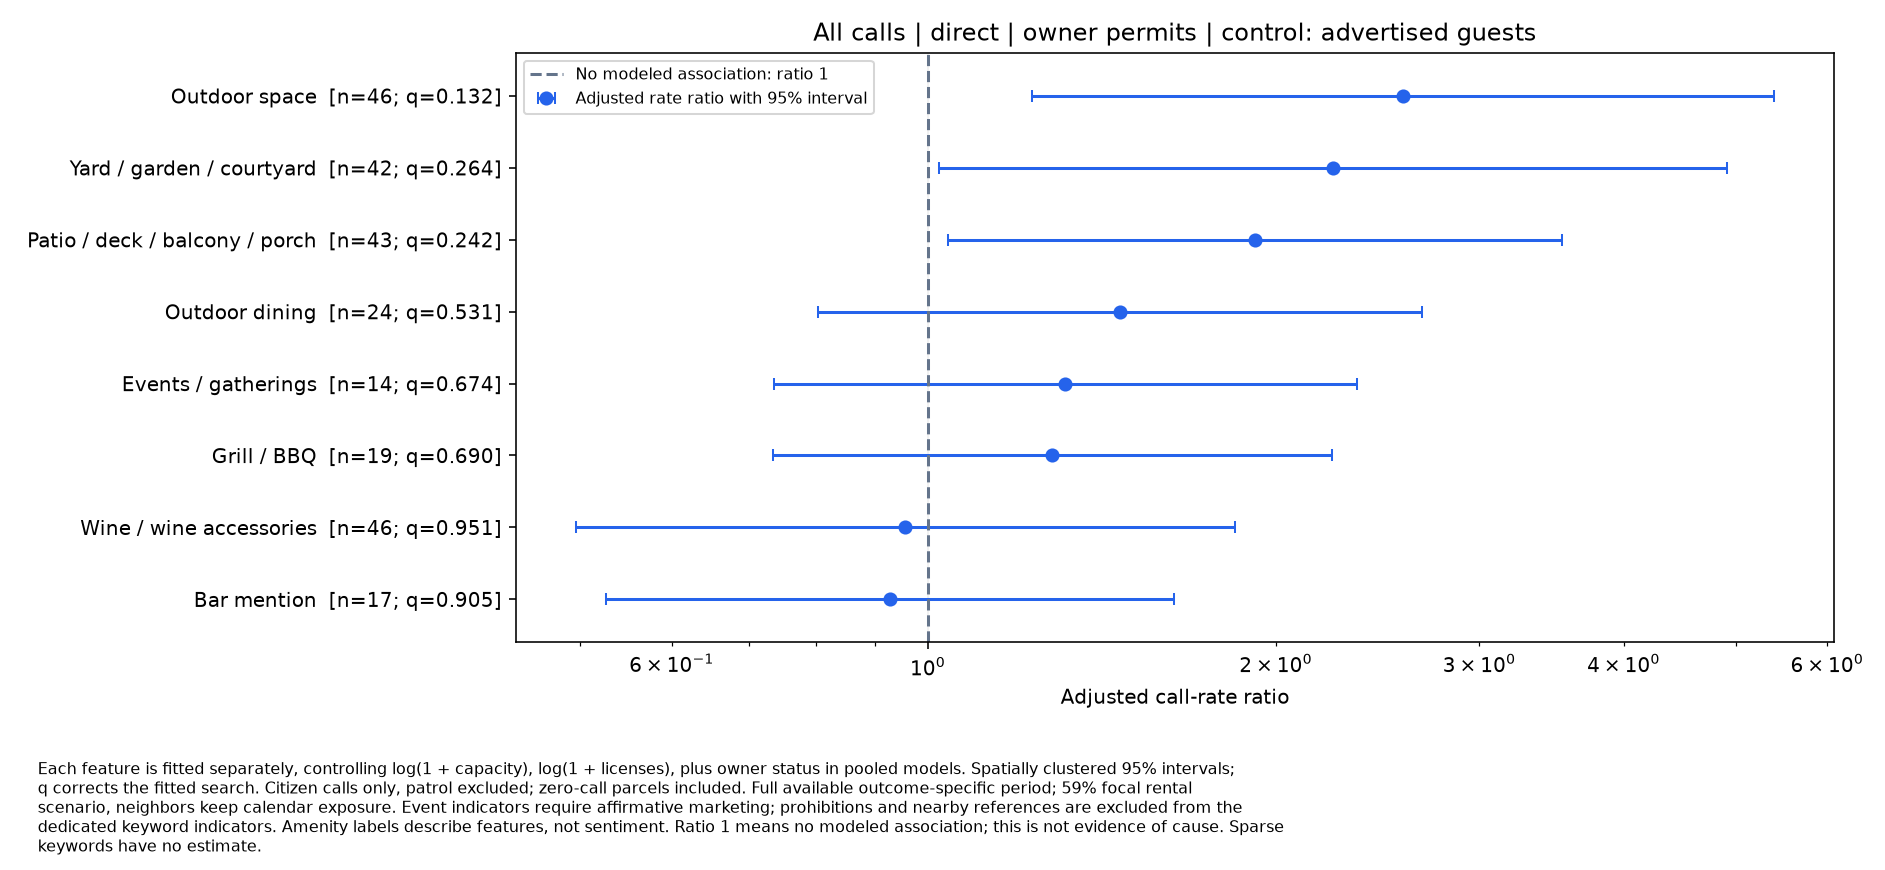 All calls | direct | owner permits | control: advertised guests
No modeled association: ratio 1
Adjusted rate ratio with 95% interval
Outdoor space [n=46; q=0.132]
Yard / garden / courtyard [n=42; q=0.264]
Patio / deck / balcony / porch [n=43; q=0.242]
Outdoor dining [n=24; q=0.531]
Events / gatherings [n=14; q=0.674]
Grill / BBQ [n=19; q=0.690]
Wine / wine accessories [n=46; q=0.951]
Bar mention [n=17; q=0.905]
6 × 10⁻¹ 10⁰ 2 × 10⁰ 3 × 10⁰ 4 × 10⁰ 6 × 10⁰
Adjusted call-rate ratio
Each feature is fitted separately, controlling log(1 + capacity), log(1 + licenses), plus owner status in pooled models. Spatially clustered 95% intervals;
q corrects the fitted search. Citizen calls only, patrol excluded; zero-call parcels included. Full available outcome-specific period; 59% focal rental
scenario, neighbors keep calendar exposure. Event indicators require affirmative marketing; prohibitions and nearby references are excluded from the
dedicated keyword indicators. Amenity labels describe features, not sentiment. Ratio 1 means no modeled association; this is not evidence of cause. Sparse
keywords have no estimate.